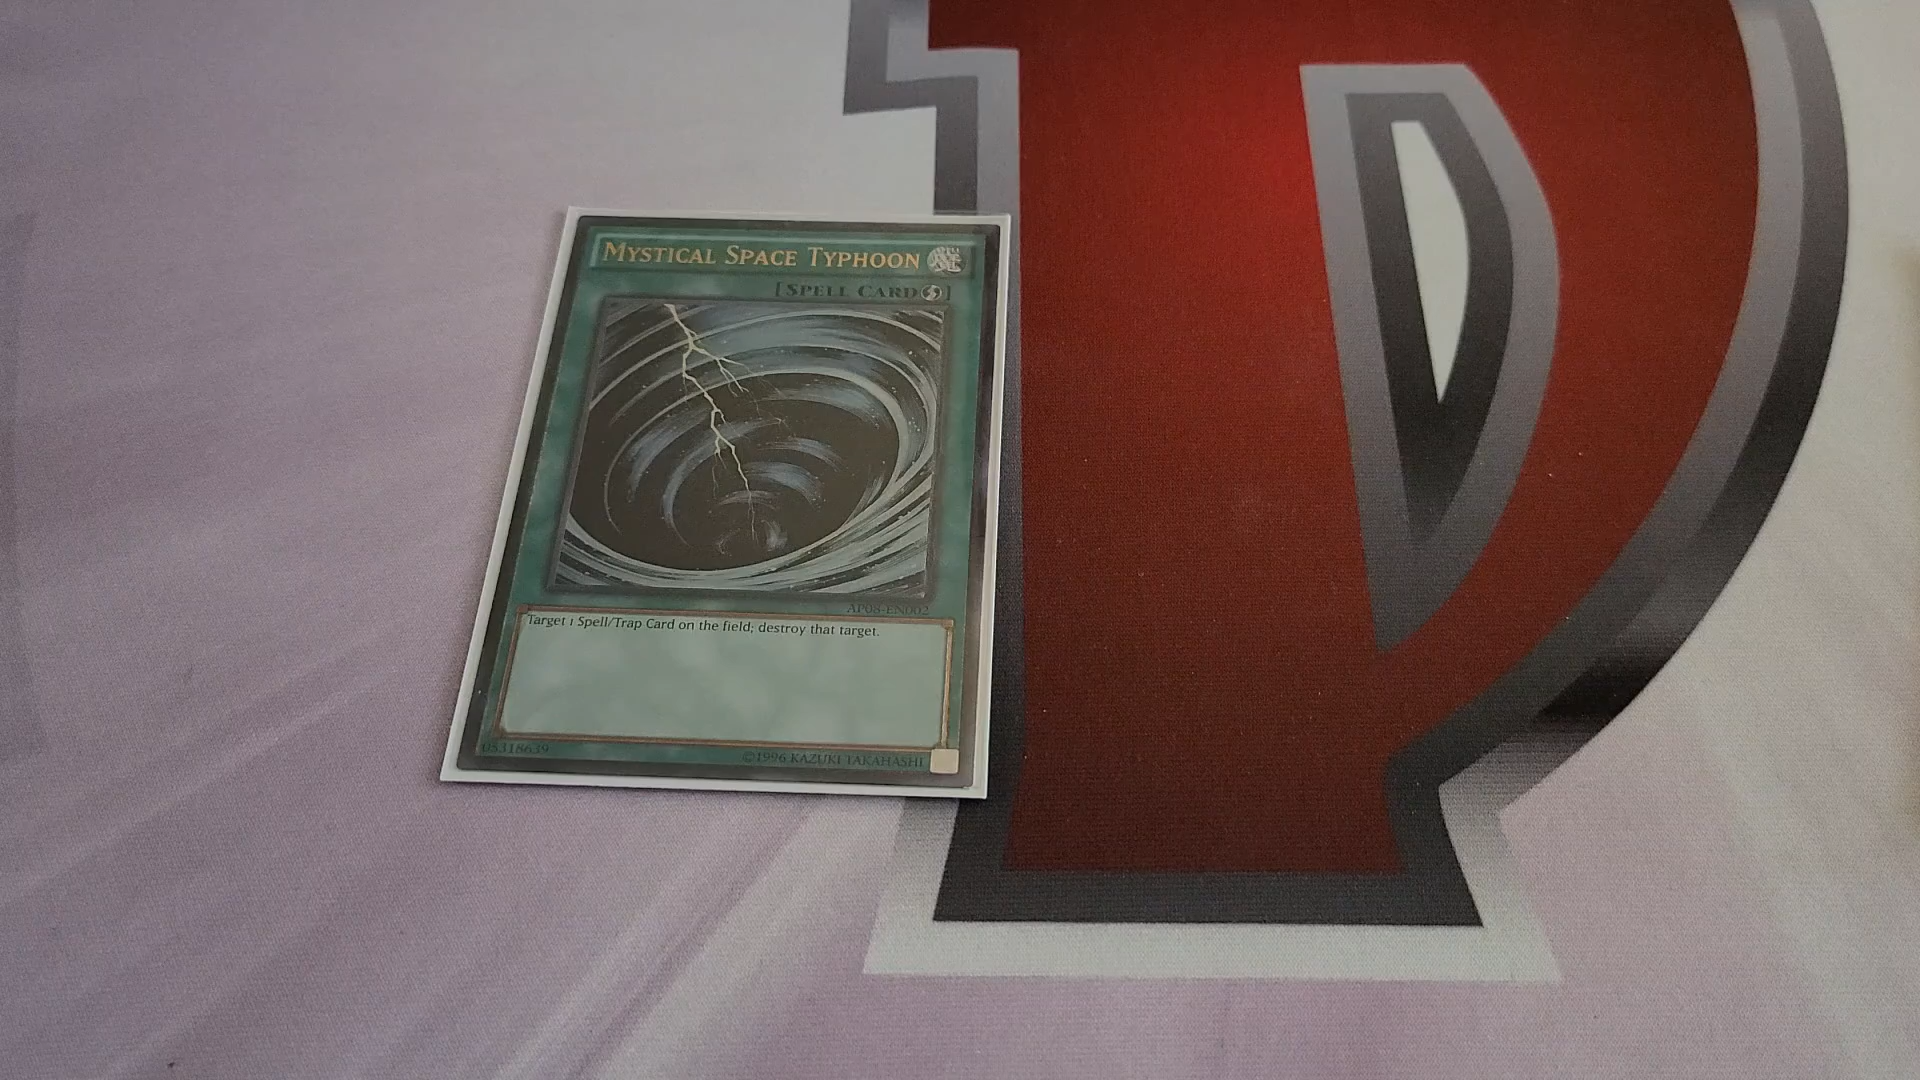 MYSTICAL SPACE TYPHOON
[SPELL CARD]
AP08-EN002
Target 1 Spell/Trap Card on the field; destroy that target.
05318639
©1996 KAZUKI TAKAHASHI